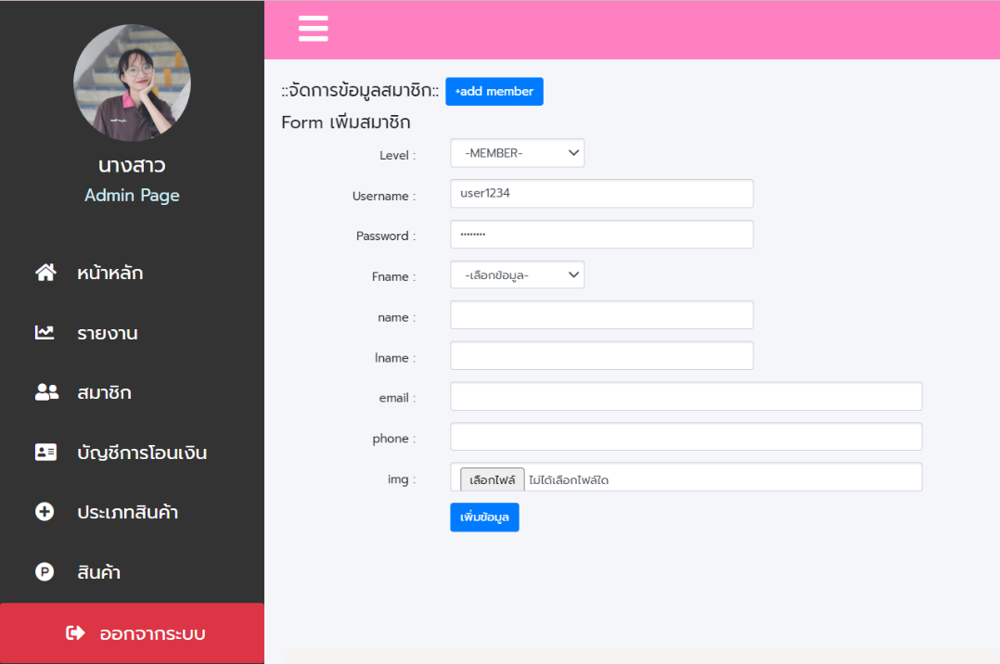 นางสาว
Admin Page
หน้าหลัก
รายงาน
สมาชิก
บัญชีการโอนเงิน
ประเภทสินค้า
P สินค้า
ออกจากระบบ
::จัดการข้อมูลสมาชิก:: +add member
Form เพิ่มสมาชิก
Level : -MEMBER-
Username : user1234
Password : ••••••••
Fname : -เลือกข้อมูล-
name :
lname :
email :
phone :
img : เลือกไฟล์ ไม่ได้เลือกไฟล์ใด
เพิ่มข้อมูล